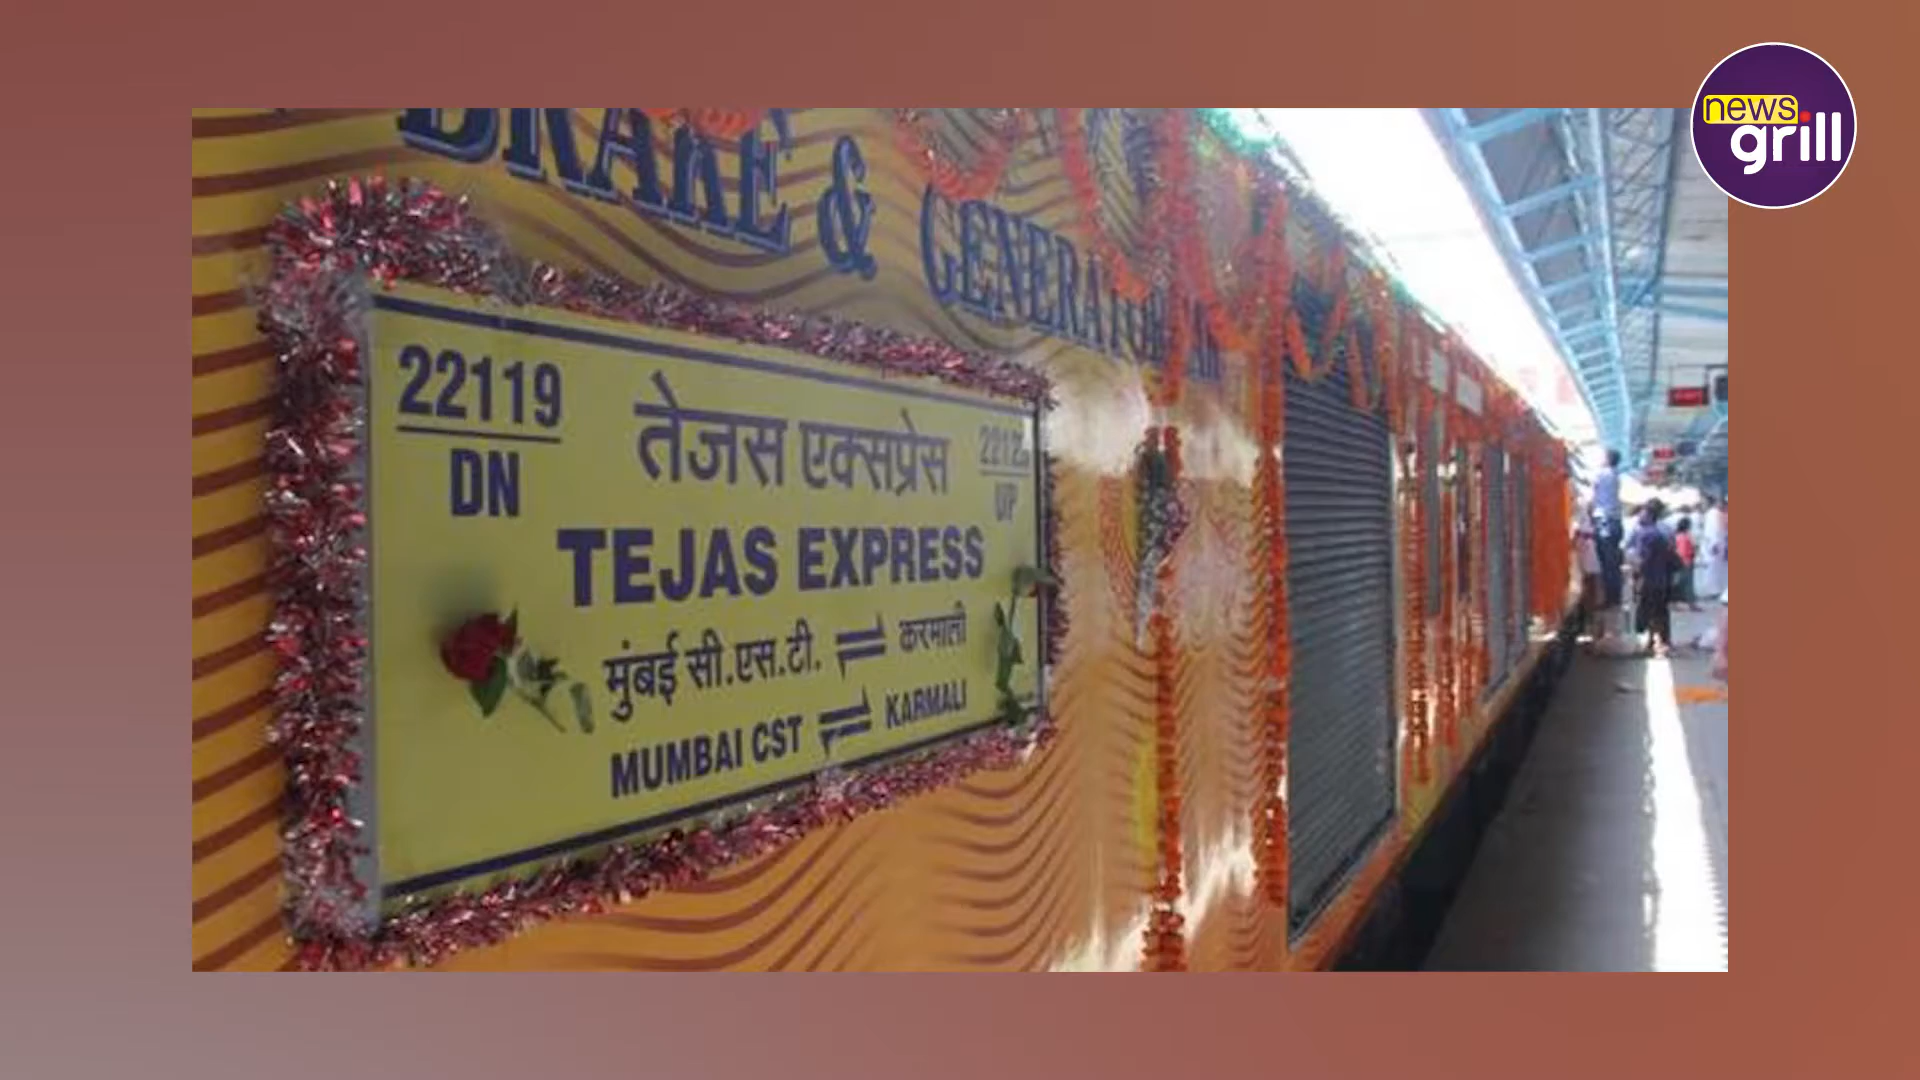 news
grill
BRAKE & GENERATOR
22119
DN
तेजस एक्सप्रेस
UP
TEJAS EXPRESS
मुंबई सी.एस.टी. ⇌ करमाली
MUMBAI CST ⇌ KARMALI